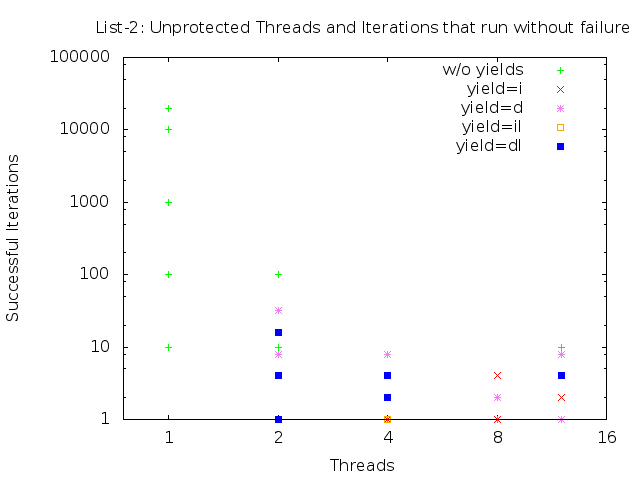 List-2: Unprotected Threads and Iterations that run without failure
100000
10000
1000
100
10
1
Successful Iterations
w/o yields
yield=i
yield=d
yield=il
yield=dl
1 2 4 8 16
Threads